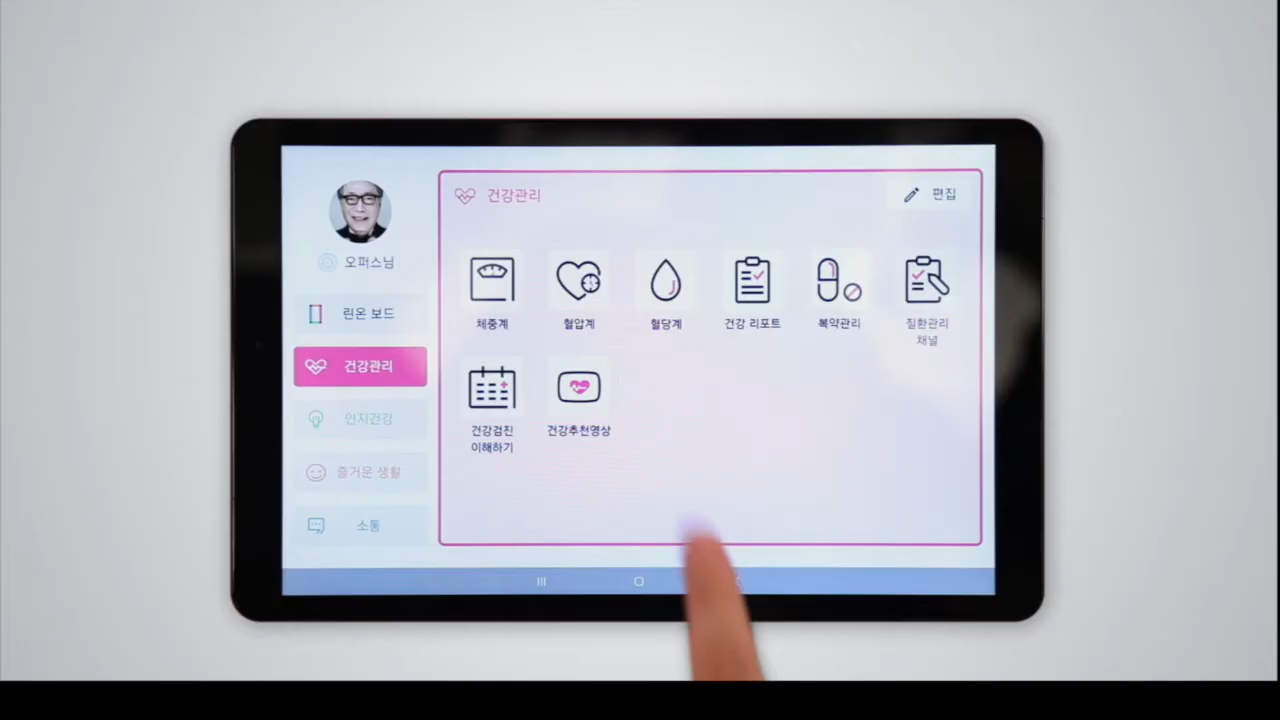 건강관리
편집
오퍼스님
린온 보드
건강관리
인지건강
즐거운 생활
소통
체중계
혈압계
혈당계
건강 리포트
복약관리
질환관리
채널
건강검진
이해하기
건강추천영상